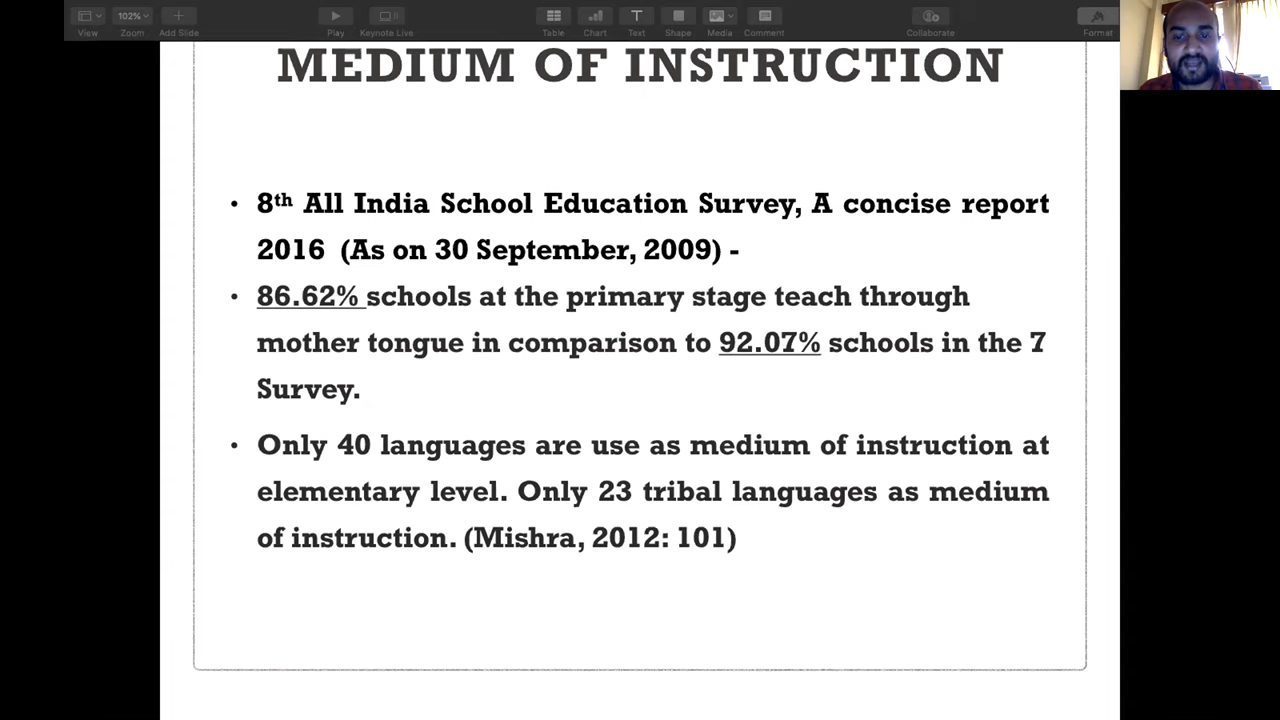 102%
View Zoom Add Slide Play Keynote Live Table Chart Text Shape Media Comment Collaborate Format
MEDIUM OF INSTRUCTION
• 8th All India School Education Survey, A concise report
2016 (As on 30 September, 2009) -
• 86.62% schools at the primary stage teach through
mother tongue in comparison to 92.07% schools in the 7
Survey.
• Only 40 languages are use as medium of instruction at
elementary level. Only 23 tribal languages as medium
of instruction. (Mishra, 2012: 101)